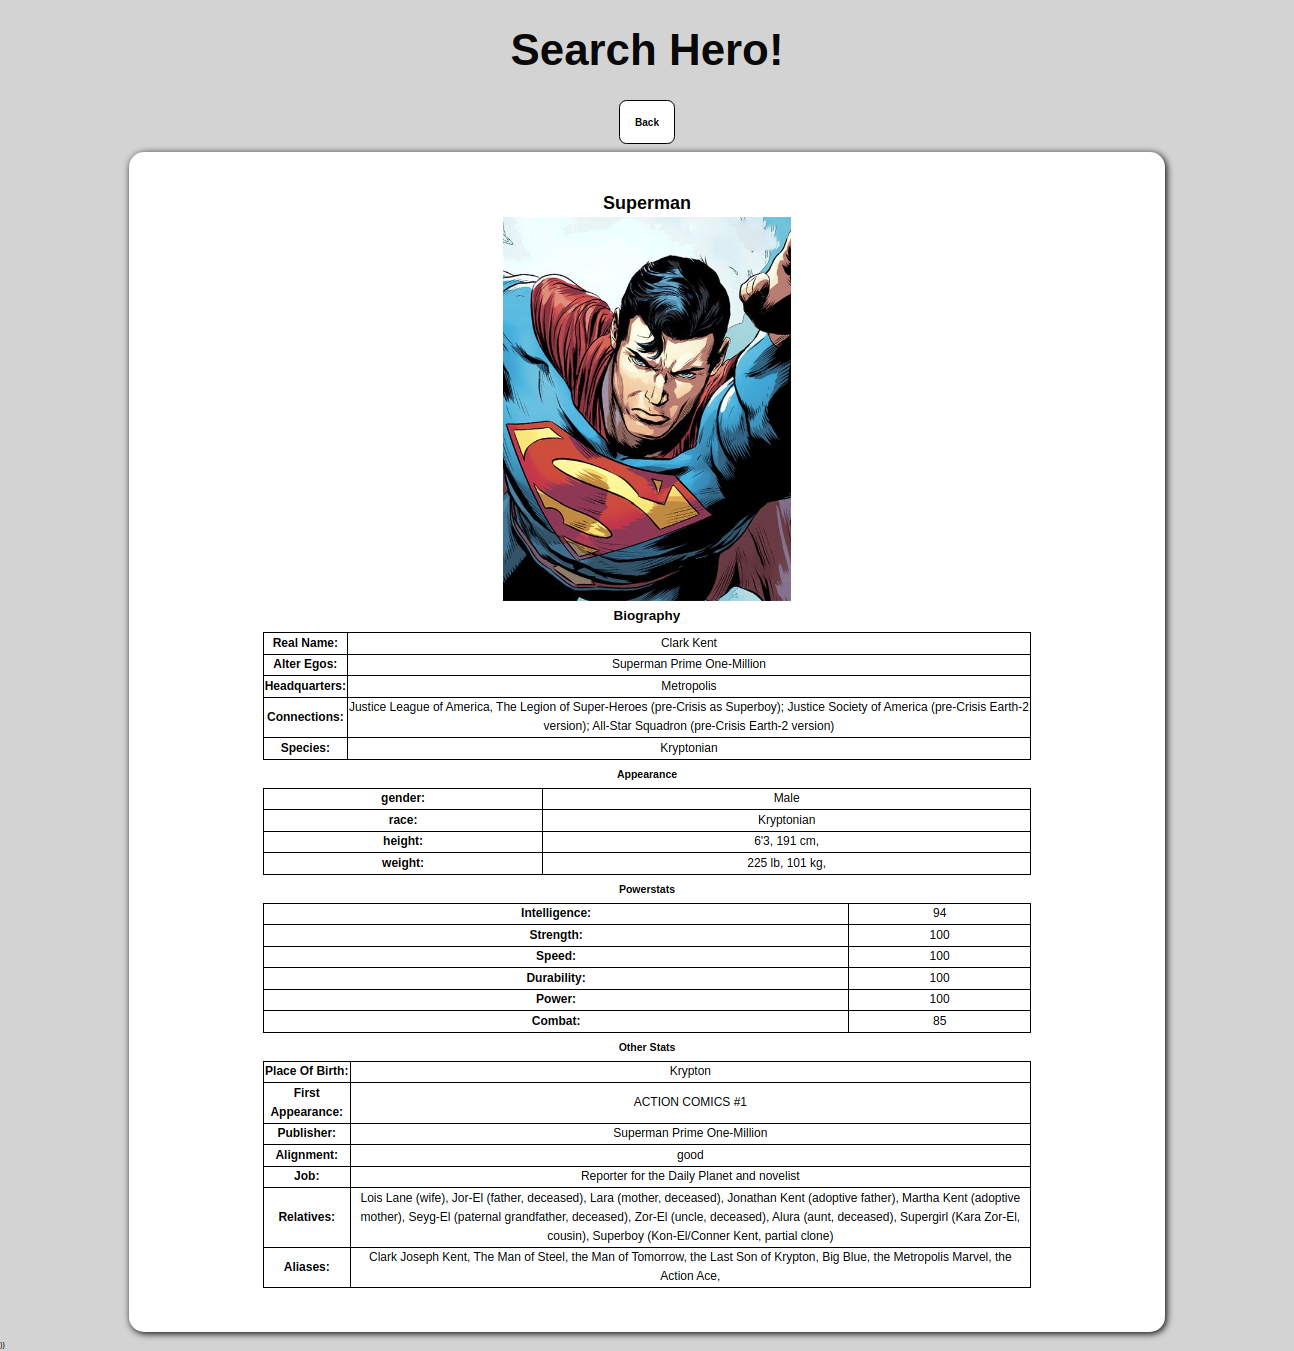 Search Hero!
Back
Superman
Biography
Real Name: Clark Kent
Alter Egos: Superman Prime One-Million
Headquarters: Metropolis
Connections: Justice League of America, The Legion of Super-Heroes (pre-Crisis as Superboy); Justice Society of America (pre-Crisis Earth-2
version); All-Star Squadron (pre-Crisis Earth-2 version)
Species: Kryptonian
Appearance
gender: Male
race: Kryptonian
height: 6'3, 191 cm,
weight: 225 lb, 101 kg,
Powerstats
Intelligence: 94
Strength: 100
Speed: 100
Durability: 100
Power: 100
Combat: 85
Other Stats
Place Of Birth: Krypton
First
Appearance: ACTION COMICS #1
Publisher: Superman Prime One-Million
Alignment: good
Job: Reporter for the Daily Planet and novelist
Relatives: Lois Lane (wife), Jor-El (father, deceased), Lara (mother, deceased), Jonathan Kent (adoptive father), Martha Kent (adoptive
mother), Seyg-El (paternal grandfather, deceased), Zor-El (uncle, deceased), Alura (aunt, deceased), Supergirl (Kara Zor-El,
cousin), Superboy (Kon-El/Conner Kent, partial clone)
Aliases: Clark Joseph Kent, The Man of Steel, the Man of Tomorrow, the Last Son of Krypton, Big Blue, the Metropolis Marvel, the
Action Ace,
)}